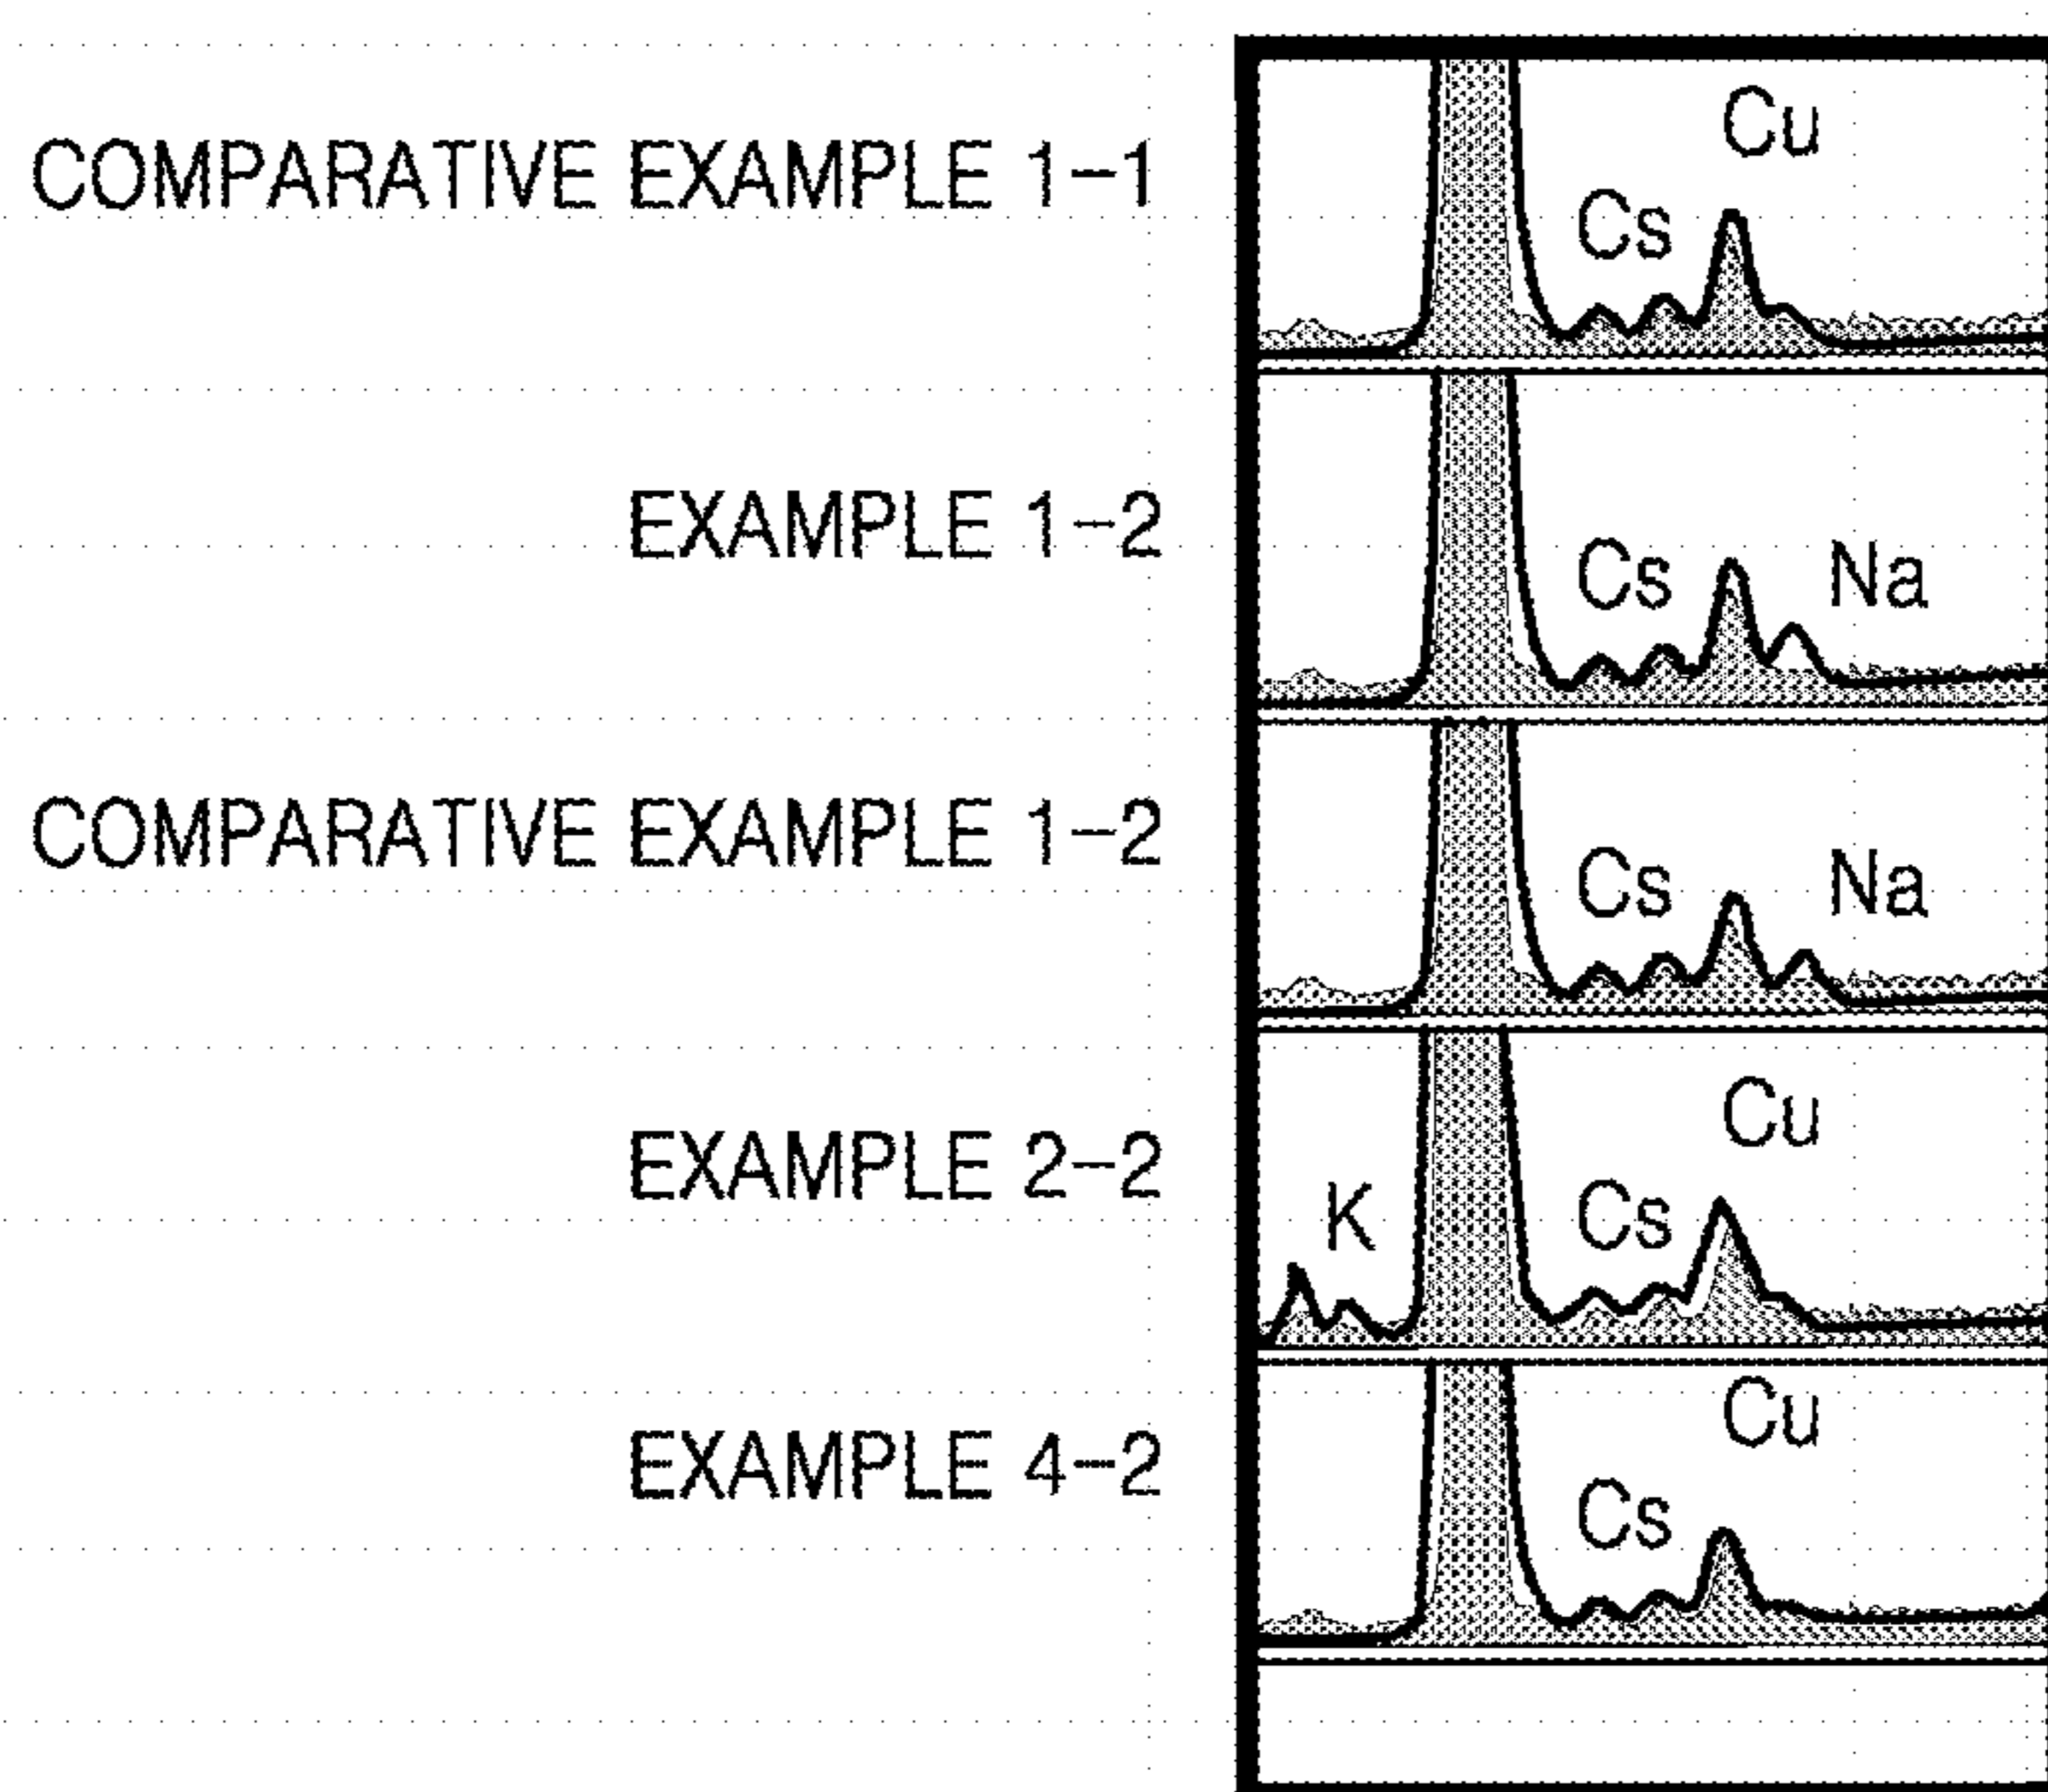 Cu
COMPARATIVE EXAMPLE 1-1
Cs
EXAMPLE 1-2
Cs Na
COMPARATIVE EXAMPLE 1-2
Cs Na
Cu
EXAMPLE 2-2
K Cs
Cu
EXAMPLE 4-2
Cs